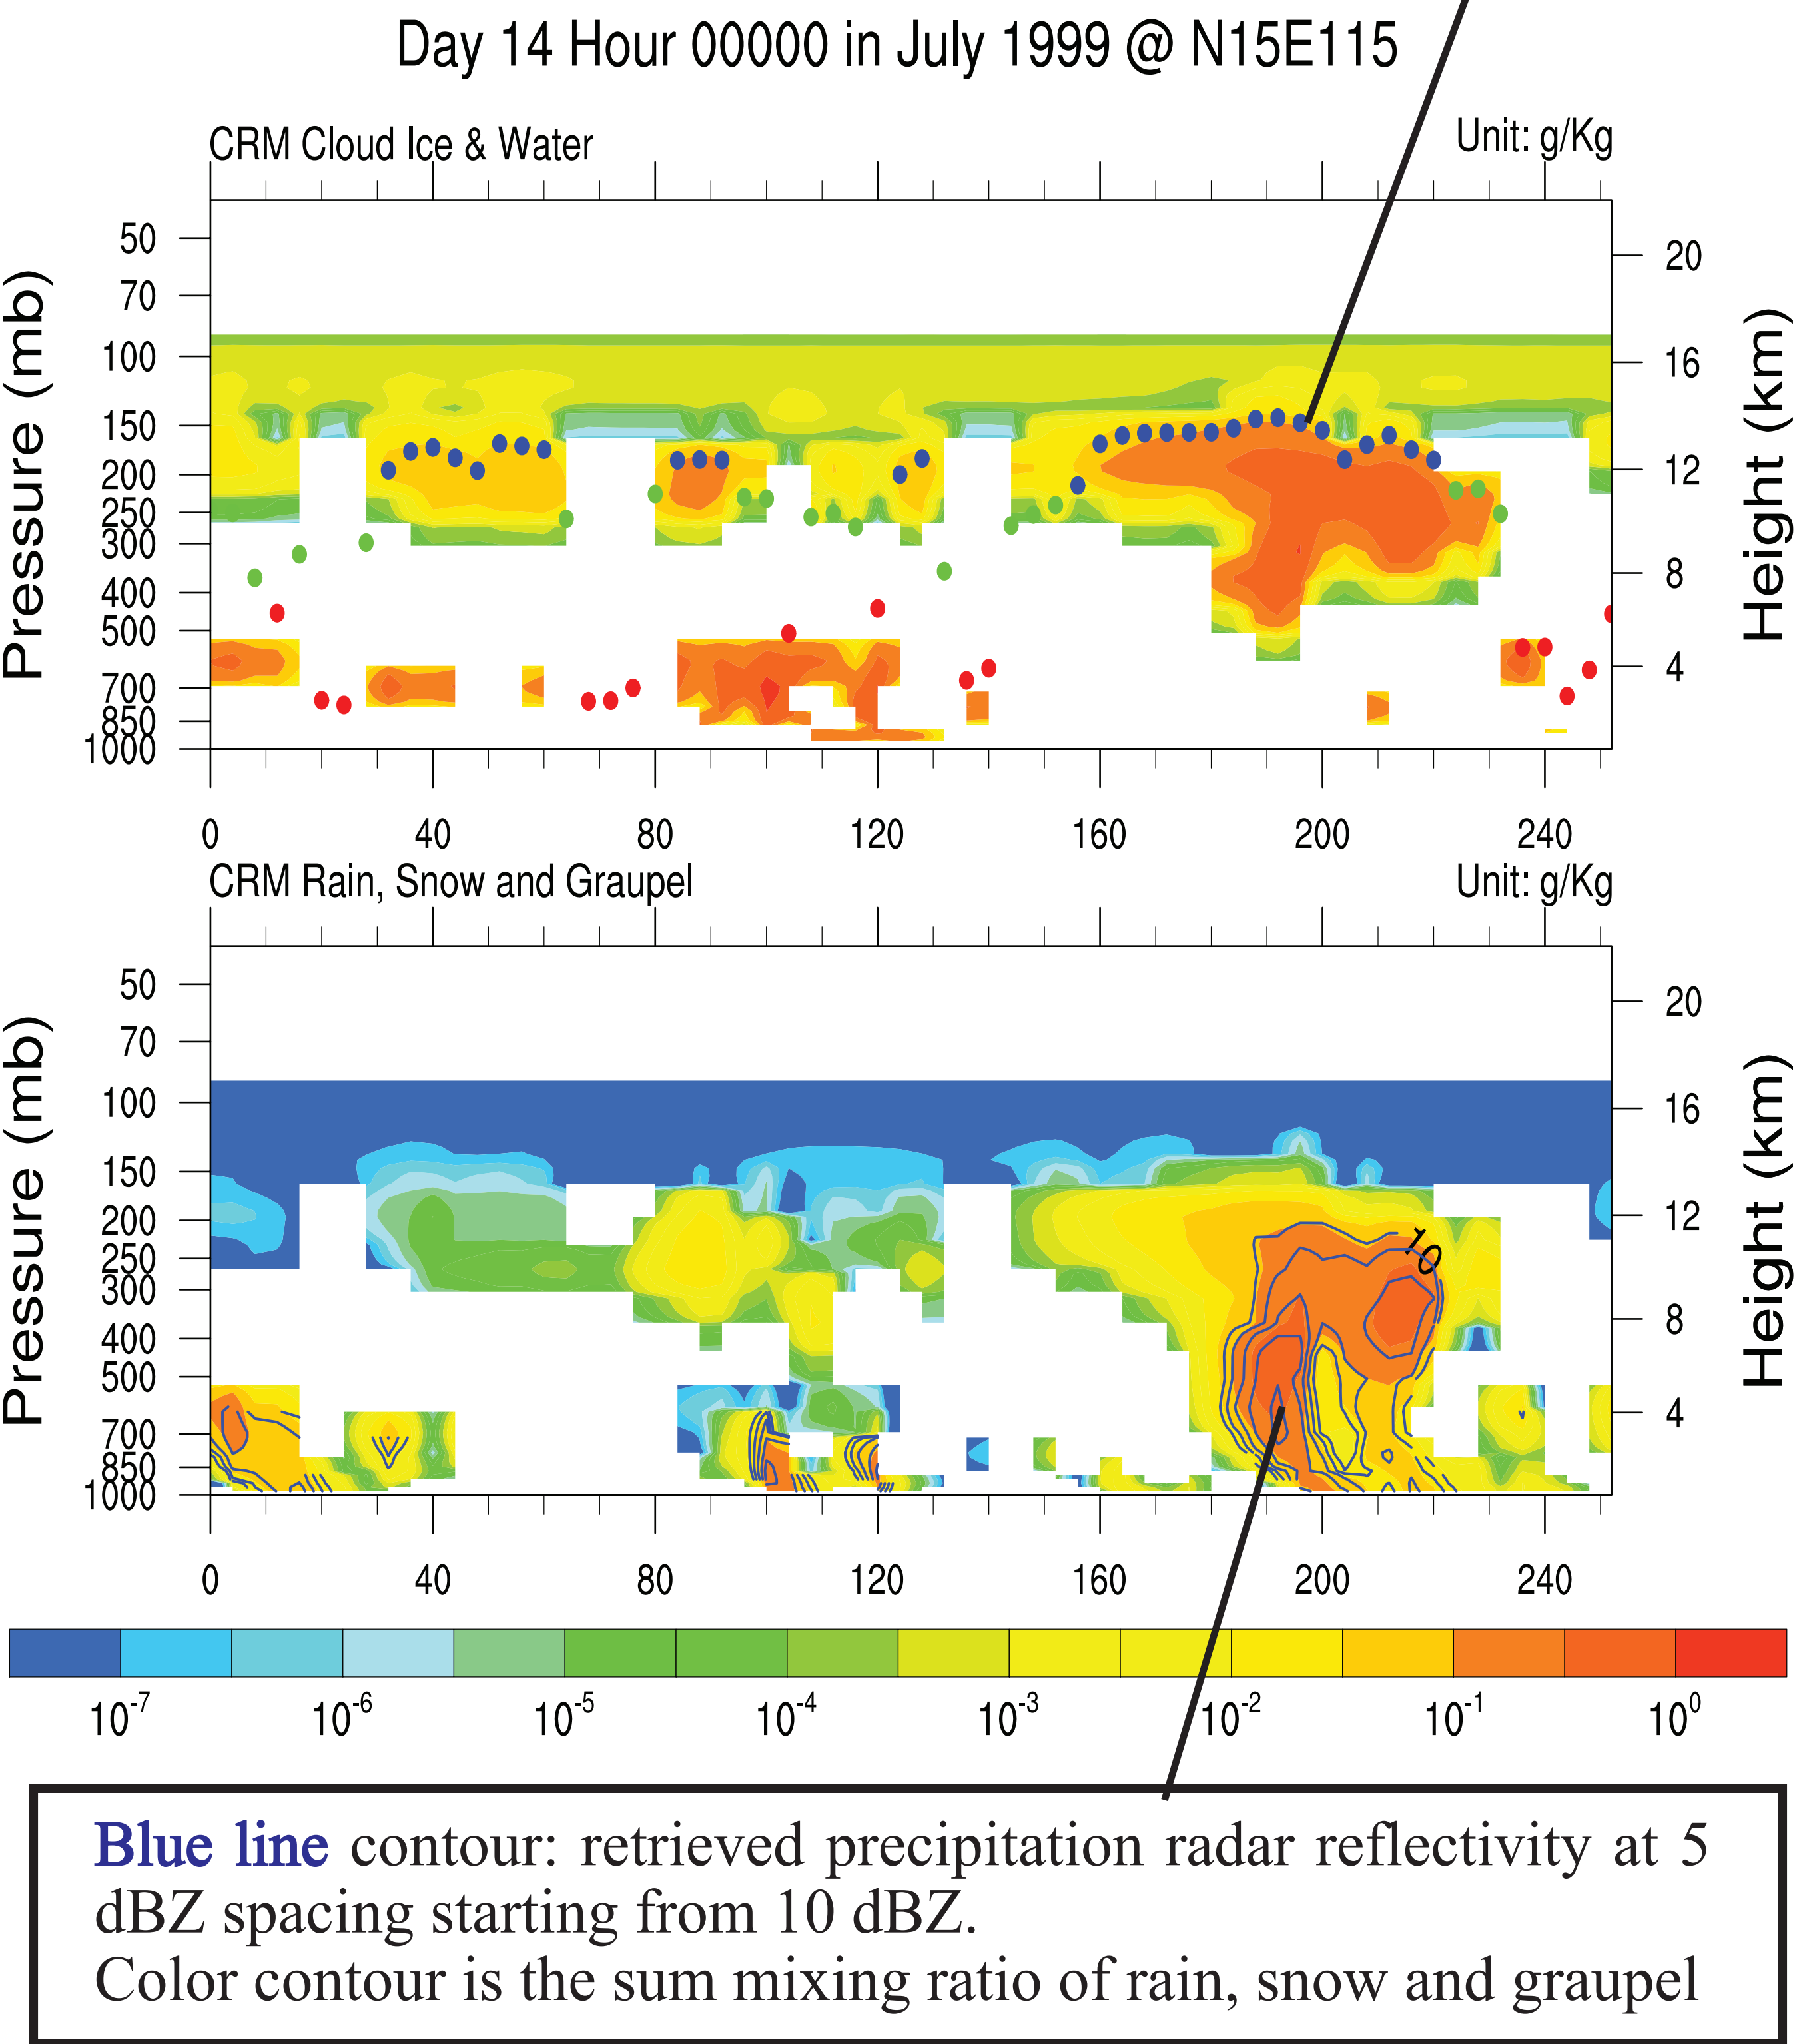 Day 14 Hour 00000 in July 1999 @ N15E115
CRM Cloud Ice & Water Unit: g/Kg
Pressure (mb)
50
70
100
150
200
250
300
400
500
700
850
1000
20
16
12
8
4
Height (km)
0 40 80 120 160 200 240
CRM Rain, Snow and Graupel Unit: g/Kg
Pressure (mb)
50
70
100
150
200
250
300
400
500
700
850
1000
10
20
16
12
8
4
Height (km)
0 40 80 120 160 200 240
10⁻⁷ 10⁻⁶ 10⁻⁵ 10⁻⁴ 10⁻³ 10⁻² 10⁻¹ 10⁰
Blue line contour: retrieved precipitation radar reflectivity at 5
dBZ spacing starting from 10 dBZ.
Color contour is the sum mixing ratio of rain, snow and graupel